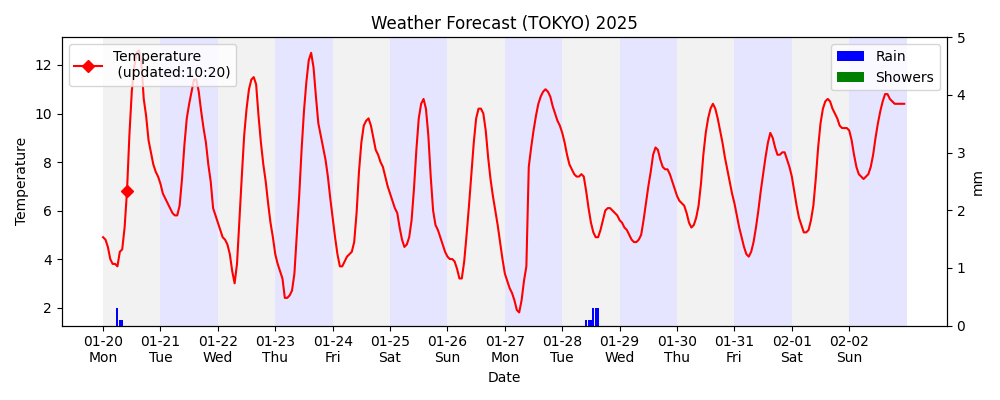 Weather Forecast (TOKYO) 2025
Temperature
(updated:10:20)
Rain
Showers
Temperature
12
10
8
6
4
2
5
4
3
2
1
0
mm
01-20 01-21 01-22 01-23 01-24 01-25 01-26 01-27 01-28 01-29 01-30 01-31 02-01 02-02
Mon Tue Wed Thu Fri Sat Sun Mon Tue Wed Thu Fri Sat Sun
Date